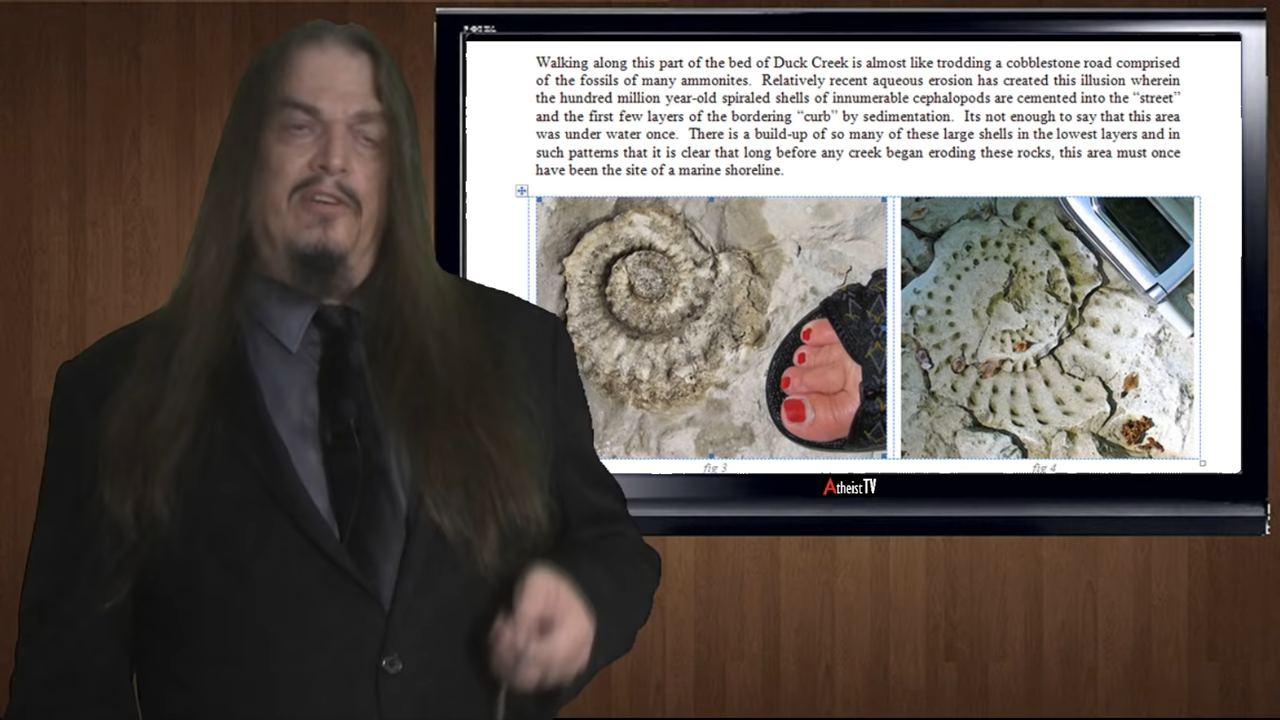 Walking along this part of the bed of Duck Creek is almost like trodding a cobblestone road comprised
of the fossils of many ammonites. Relatively recent aqueous erosion has created this illusion wherein
the hundred million year-old spiraled shells of innumerable cephalopods are cemented into the “street”
and the first few layers of the bordering “curb” by sedimentation. Its not enough to say that this area
was under water once. There is a build-up of so many of these large shells in the lowest layers and in
such patterns that it is clear that long before any creek began eroding these rocks, this area must once
have been the site of a marine shoreline.
fig 3
fig 4
AtheistTV